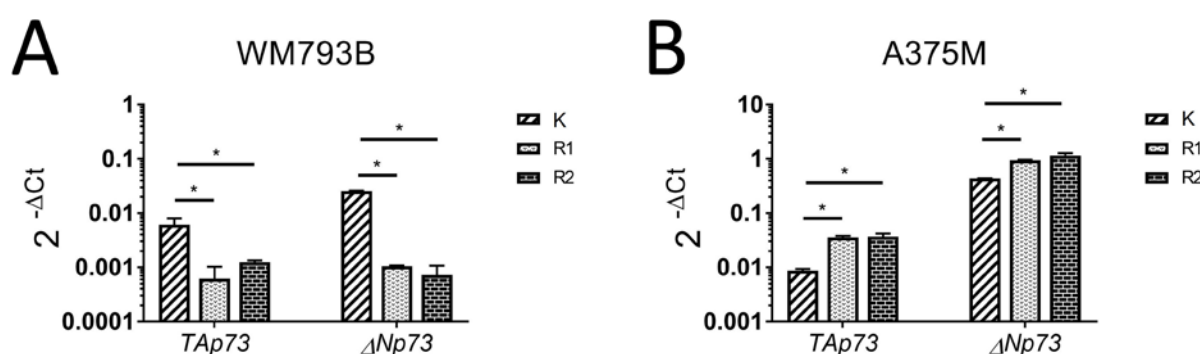 A
WM793B
1
0.1
0.01
0.001
0.0001
2 -ΔCt
*
*
*
*
TAp73
ΔNp73
K
R1
R2
B
A375M
10
1
0.1
0.01
0.001
2 -ΔCt
*
*
*
*
TAp73
ΔNp73
K
R1
R2